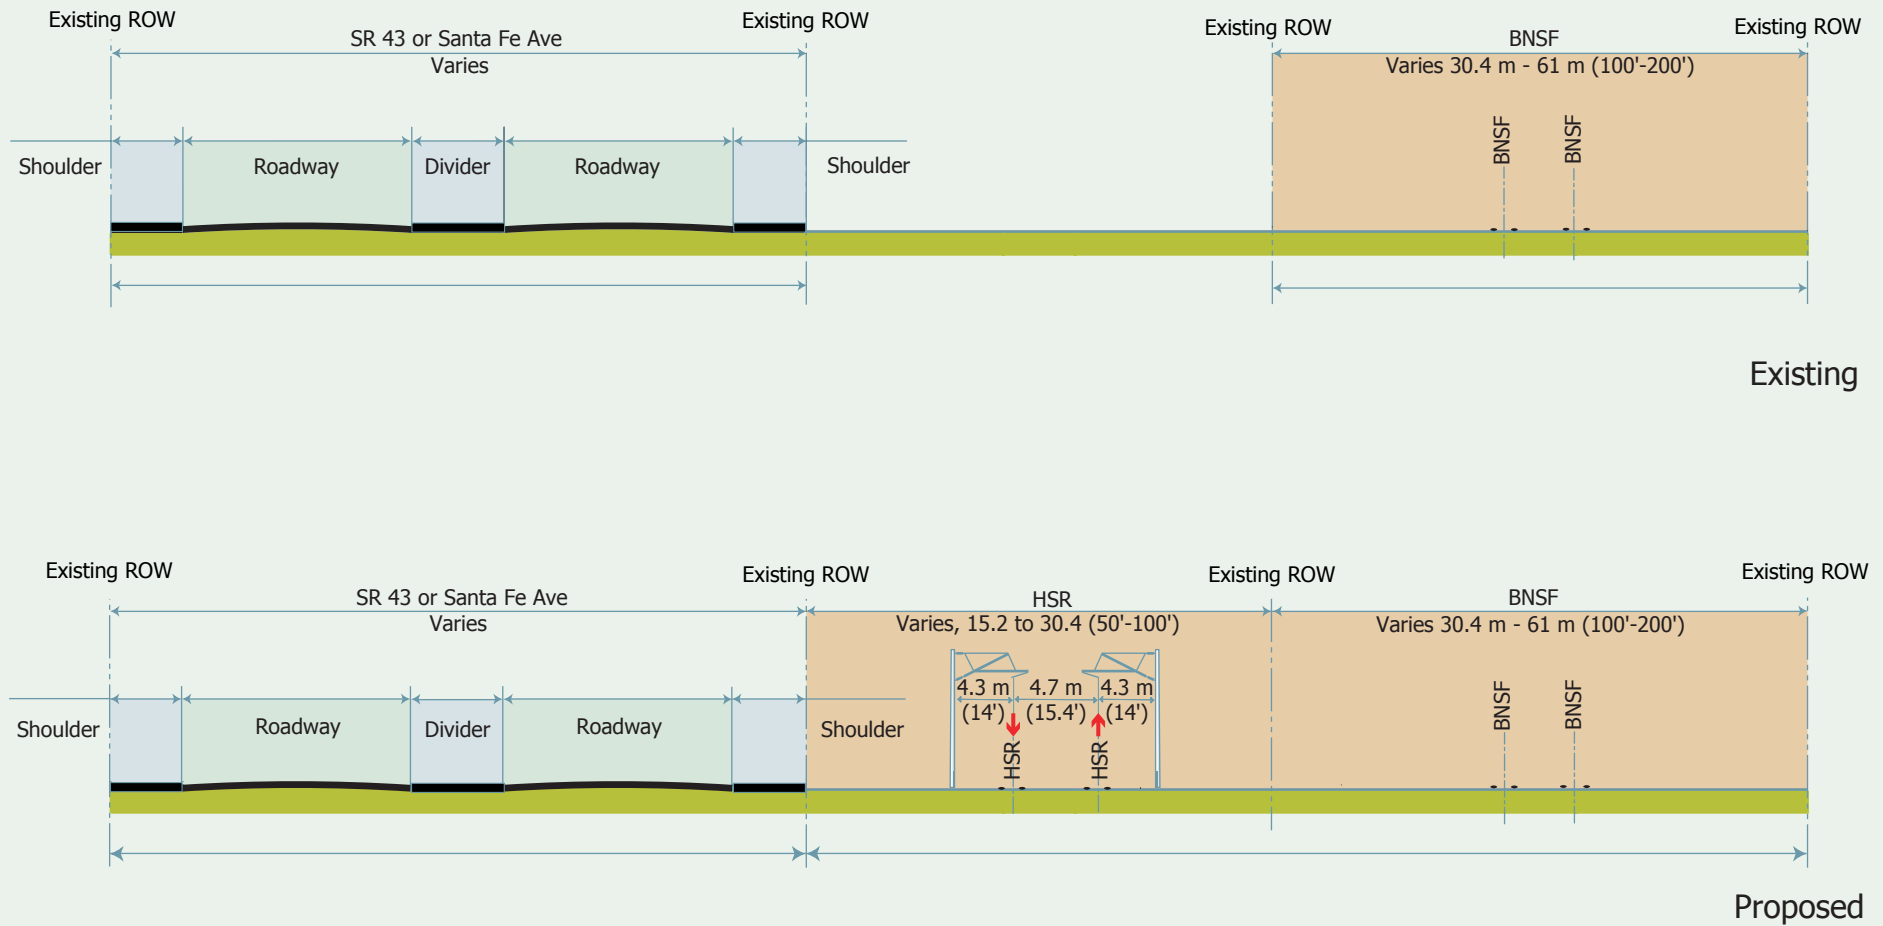 Existing ROW
Existing ROW
Existing ROW
Existing ROW
SR 43 or Santa Fe Ave
Varies
BNSF
Varies 30.4 m - 61 m (100'-200')
Shoulder
Roadway
Divider
Roadway
Shoulder
BNSF
BNSF
Existing
Existing ROW
Existing ROW
Existing ROW
Existing ROW
SR 43 or Santa Fe Ave
Varies
HSR
Varies, 15.2 to 30.4 (50'-100')
BNSF
Varies 30.4 m - 61 m (100'-200')
Shoulder
Roadway
Divider
Roadway
Shoulder
4.3 m
(14')
4.7 m
(15.4')
4.3 m
(14')
HSR
HSR
BNSF
BNSF
Proposed